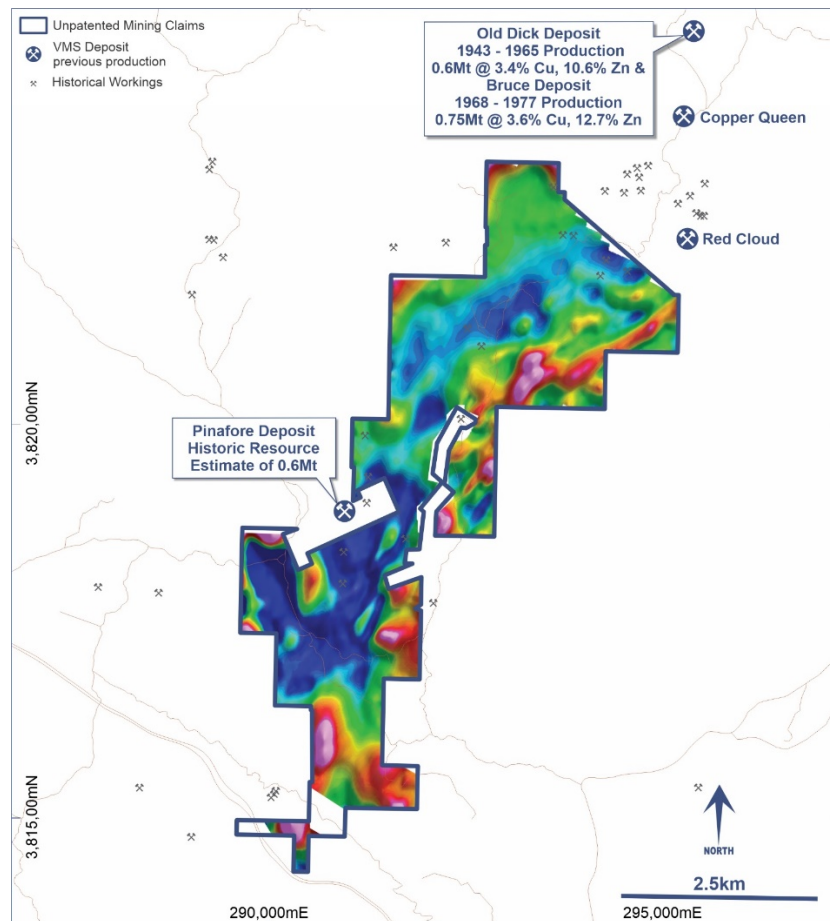 Unpatented Mining Claims
VMS Deposit
previous production
Historical Workings
Old Dick Deposit
1943 - 1965 Production
0.6Mt @ 3.4% Cu, 10.6% Zn &
Bruce Deposit
1968 - 1977 Production
0.75Mt @ 3.6% Cu, 12.7% Zn
Copper Queen
Red Cloud
3,820,00mN
Pinafore Deposit
Historic Resource
Estimate of 0.6Mt
3,815,00mN
NORTH
2.5km
290,000mE
295,000mE